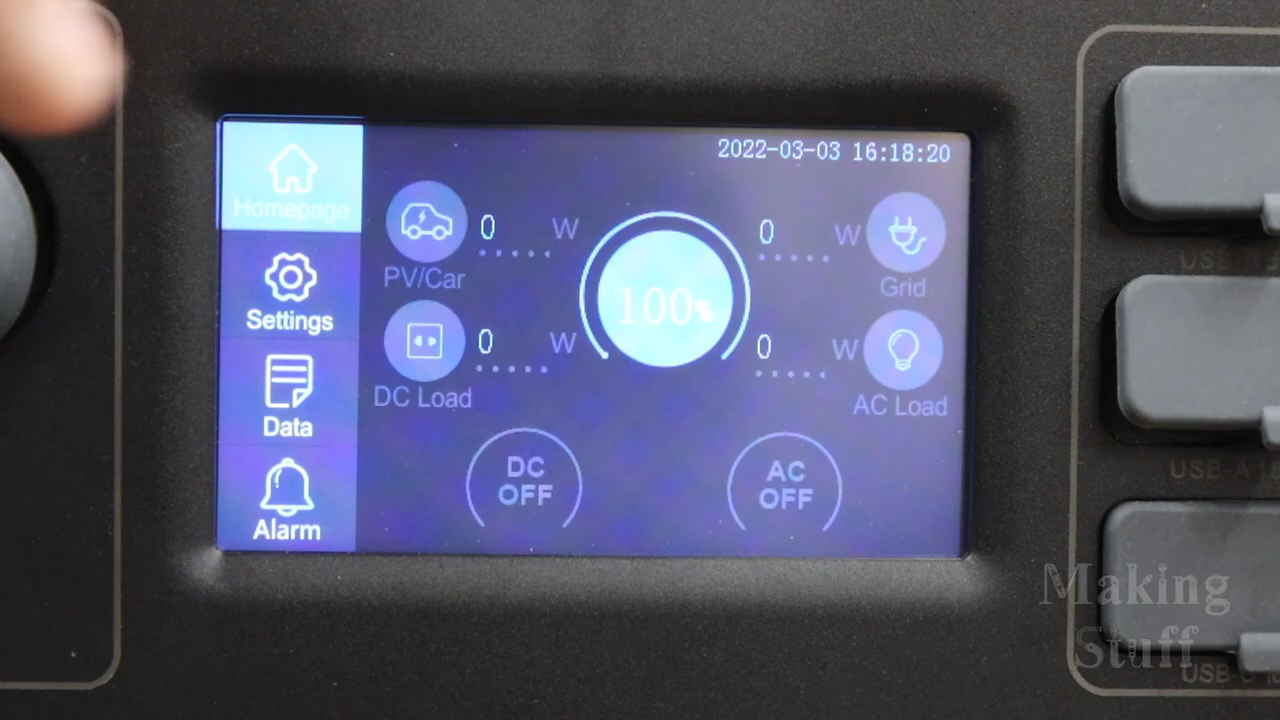 2022-03-03 16:18:20
Homepage
Settings
Data
Alarm
0 W
PV/Car
0 W
DC Load
100%
0 W
Grid
0 W
AC Load
DC
OFF
AC
OFF
USB-A
Making
Stuff